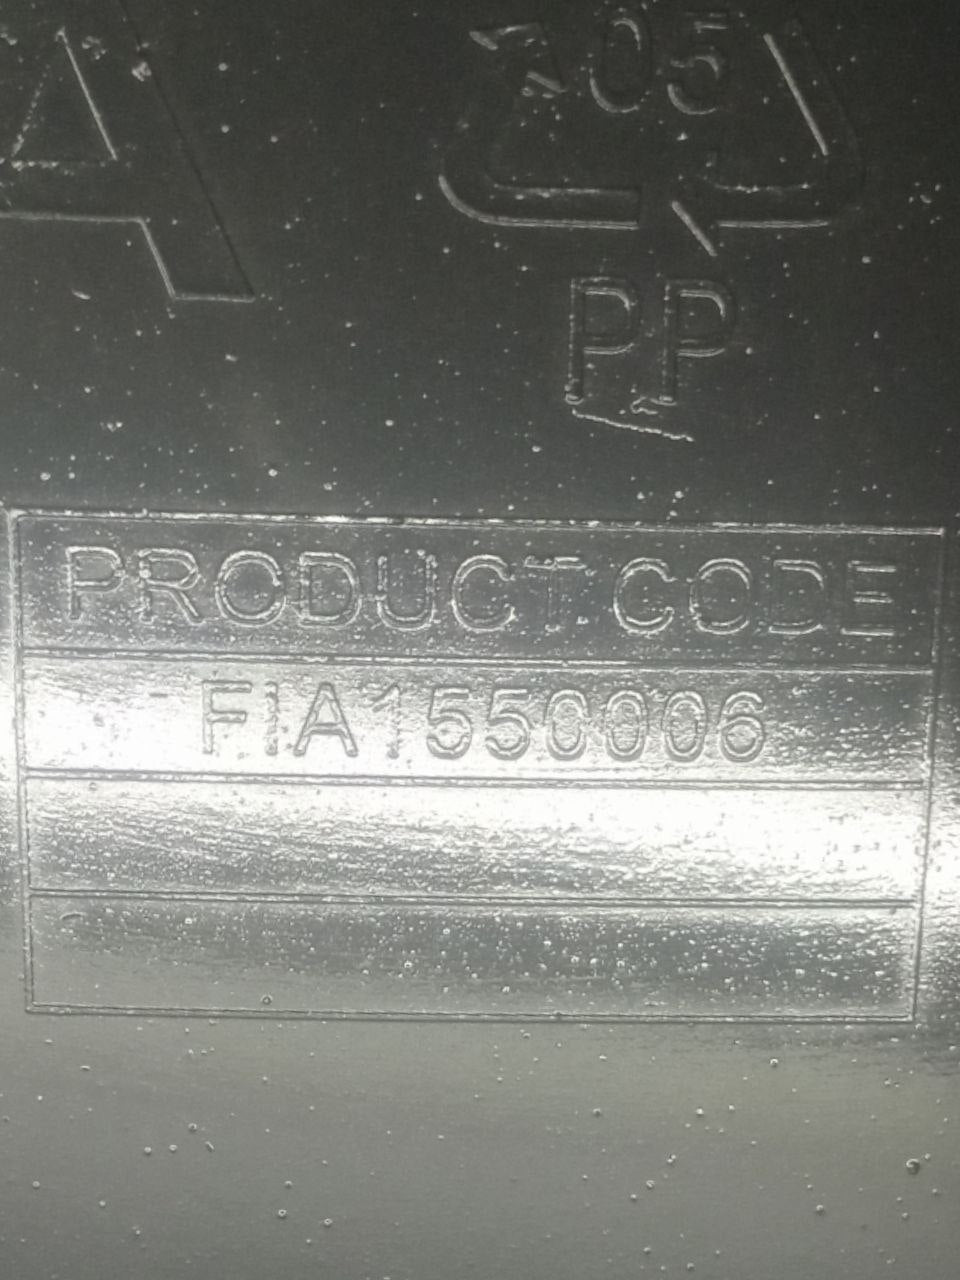 A
05
PP
PRODUCT CODE
FIA1550006